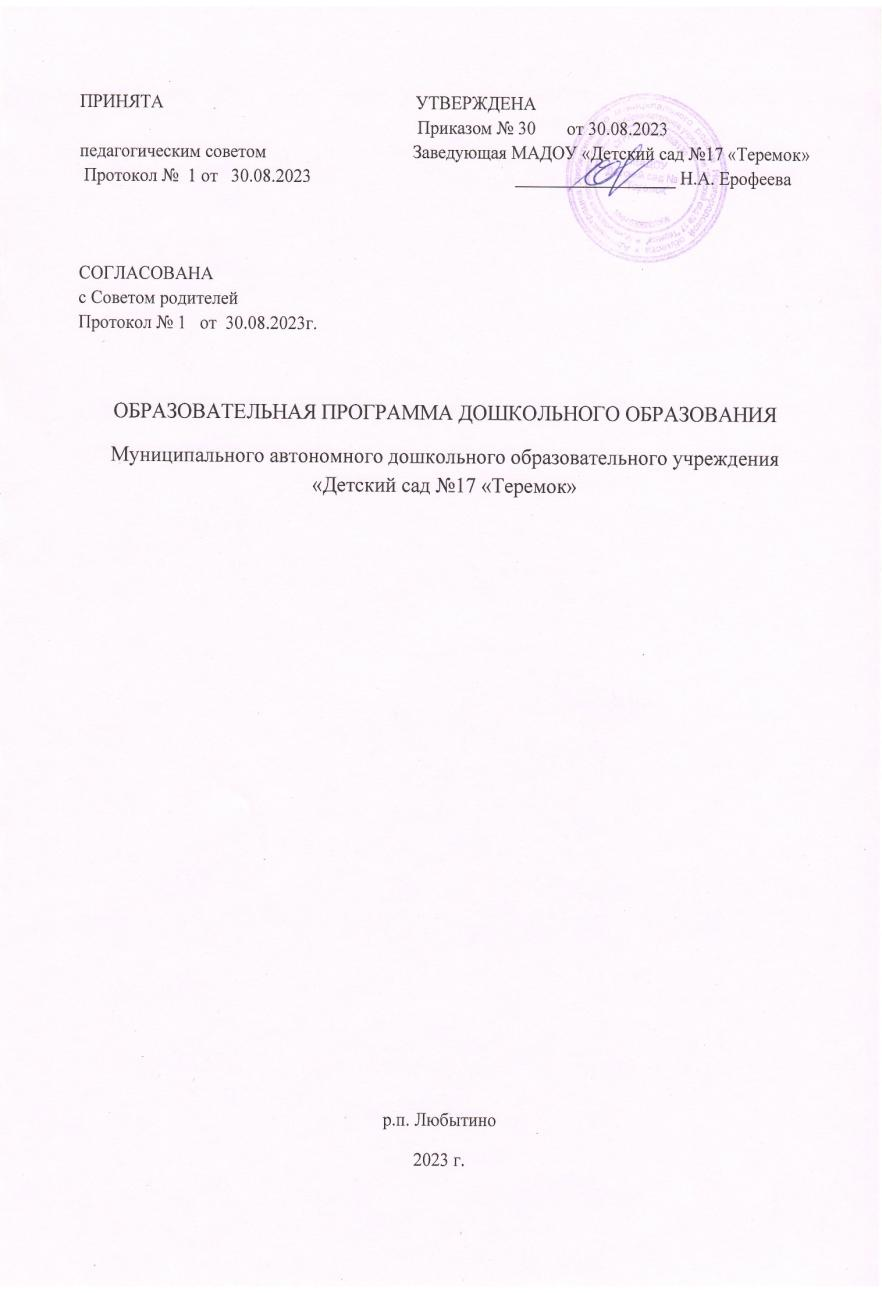 ПРИНЯТА
педагогическим советом
Протокол № 1 от 30.08.2023
УТВЕРЖДЕНА
Приказом № 30 от 30.08.2023
Заведующая МАДОУ «Детский сад №17 «Теремок»
Н.А. Ерофеева
СОГЛАСОВАНА
с Советом родителей
Протокол № 1 от 30.08.2023г.
ОБРАЗОВАТЕЛЬНАЯ ПРОГРАММА ДОШКОЛЬНОГО ОБРАЗОВАНИЯ
Муниципального автономного дошкольного образовательного учреждения
«Детский сад №17 «Теремок»
р.п. Любытино
2023 г.